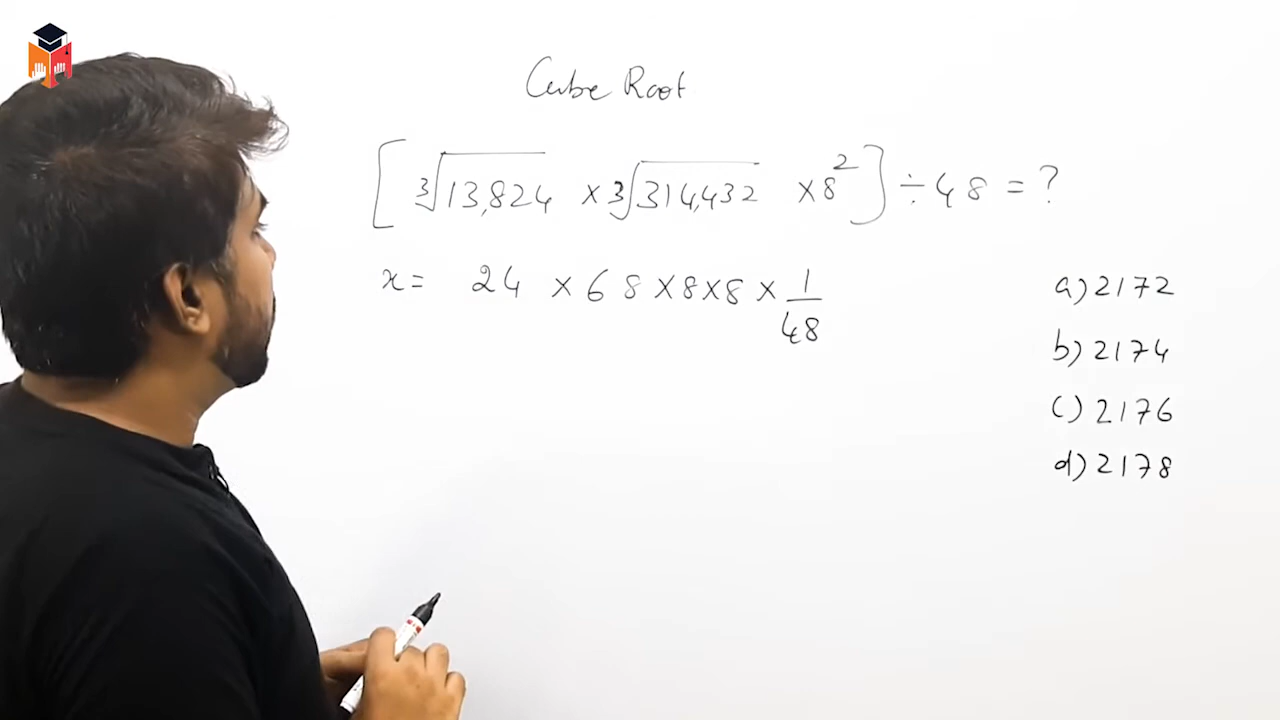 Cube Root
[ ∛13,824 × ∛314,432 × 8² ] ÷ 48 = ?
x = 24 × 68 × 8 × 8 × 1/48
a) 2172
b) 2174
c) 2176
d) 2178